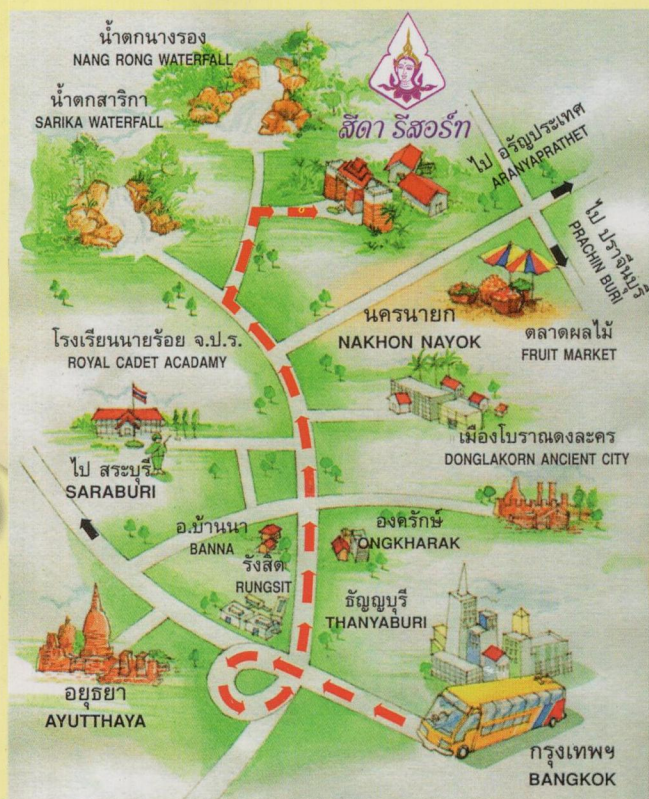 น้ำตกนางรอง
NANG RONG WATERFALL
น้ำตกสาริกา
SARIKA WATERFALL
สีดา รีสอร์ท
ไป อรัญประเทศ
ARANYAPRATHET
ไป ปราจีนบุรี
PRACHIN BURI
นครนายก
NAKHON NAYOK
ตลาดผลไม้
FRUIT MARKET
โรงเรียนนายร้อย จ.ป.ร.
ROYAL CADET ACADAMY
เมืองโบราณดงละคร
DONGLAKORN ANCIENT CITY
ไป สระบุรี
SARABURI
อ.บ้านนา
BANNA
องครักษ์
ONGKHARAK
รังสิต
RUNGSIT
ธัญญบุรี
THANYABURI
อยุธยา
AYUTTHAYA
กรุงเทพฯ
BANGKOK